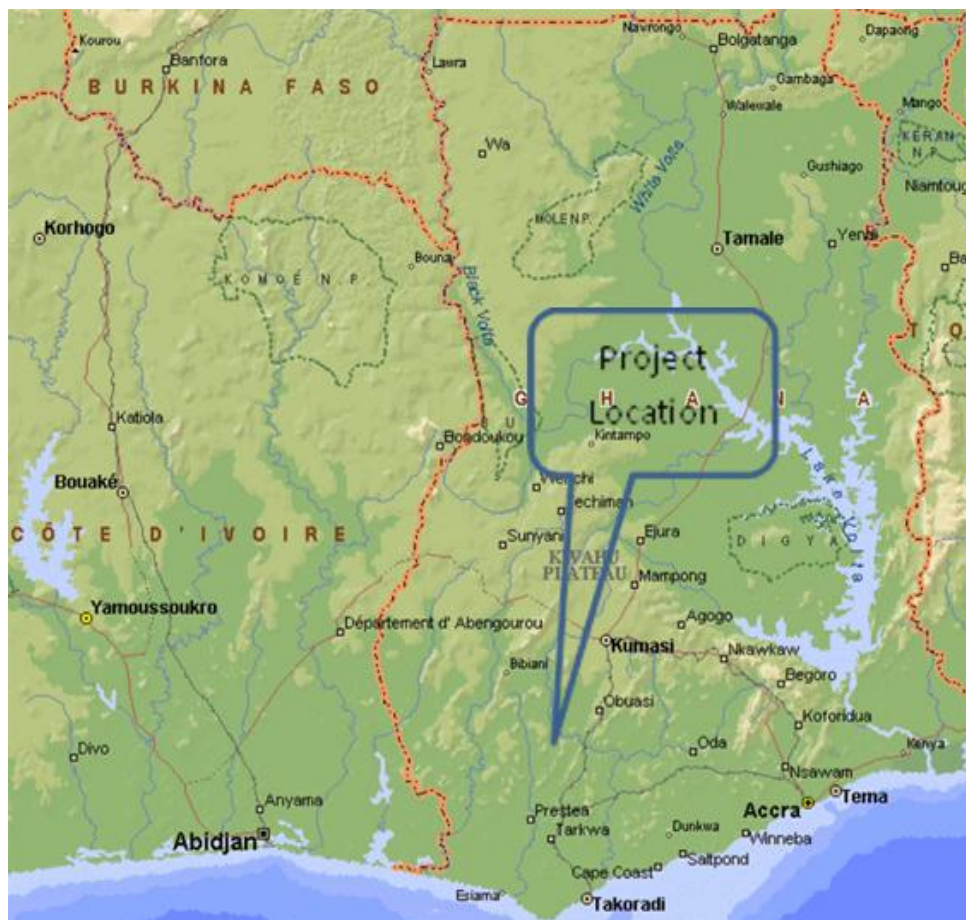 Kourou
Banfora
BURKINA FASO
Lawra
Navrongo
Bolgatanga
Dapaong
Gambaga
Walewale
Mango
KERAN
N.P.
Wa
Gushiago
Niamtoug
White Volta
MOLE N.P.
Korhogo
Tamale
Yendi
Bouna
KOMOÉ N.P.
Black Volta
Project
Location
GHANA
Katiola
Bondoukou
Kintampo
Bouaké
Lake Volta
CÔTE D'IVOIRE
Sunyani
Ejura
DIGYA
KWAHU
PLATEAU
Mampong
Yamoussoukro
Département d' Abengourou
Agogo
Kumasi
Nkawkaw
Bibiani
Begoro
Obuasi
Koforidua
Divo
Oda
Kenya
Nsawam
Anyama
Prestea
Accra
Tema
Abidjan
Tarkwa
Dunkwa
Winneba
Saltpond
Cape Coast
Esiama
Takoradi